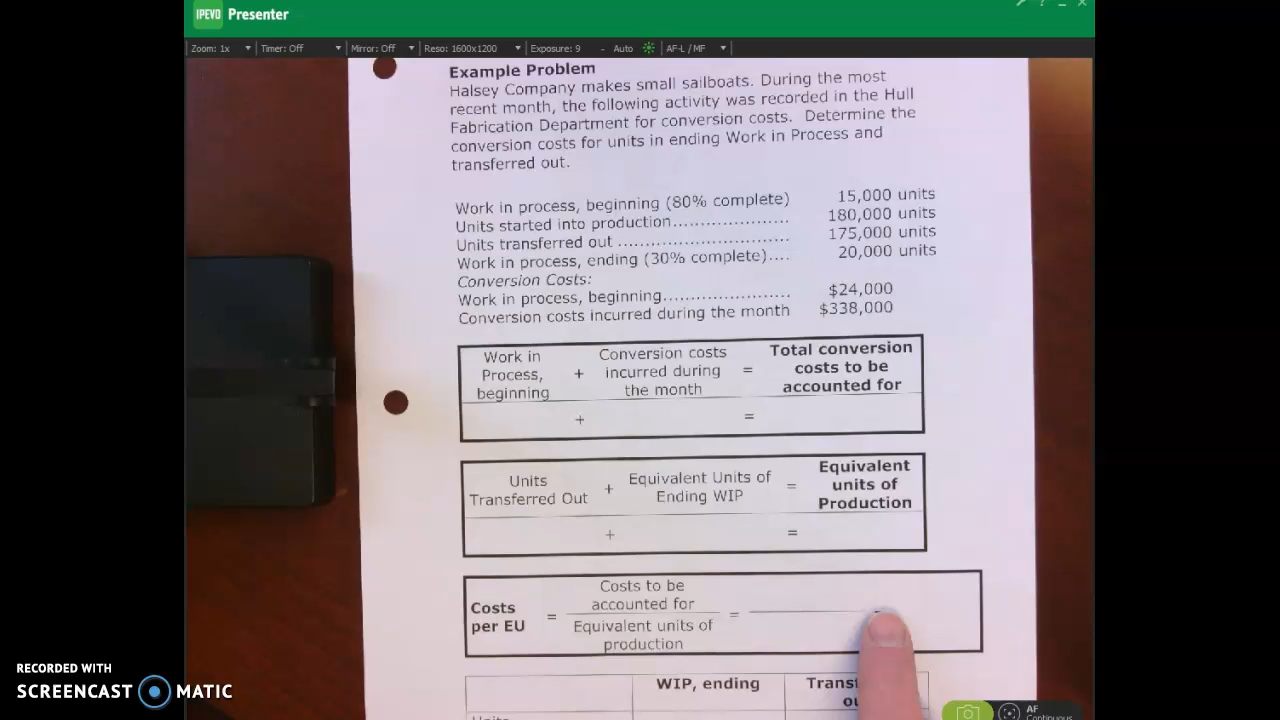 IPEVO Presenter
Zoom: 1x Timer: Off Mirror: Off Reso: 1600x1200 Exposure: 9 - Auto AF-L / MF
Example Problem
Halsey Company makes small sailboats. During the most
recent month, the following activity was recorded in the Hull
Fabrication Department for conversion costs. Determine the
conversion costs for units in ending Work in Process and
transferred out.
Work in process, beginning (80% complete) 15,000 units
Units started into production...................... 180,000 units
Units transferred out ................................ 175,000 units
Work in process, ending (30% complete).... 20,000 units
Conversion Costs:
Work in process, beginning........................ $24,000
Conversion costs incurred during the month $338,000
Work in
Process,
beginning
+
Conversion costs
incurred during
the month
=
Total conversion
costs to be
accounted for
+ =
Units
Transferred Out
+
Equivalent Units of
Ending WIP
=
Equivalent
units of
Production
+ =
Costs
per EU
=
Costs to be
accounted for
Equivalent units of
production
=
WIP, ending
RECORDED WITH
SCREENCAST MATIC
AF
Continuous